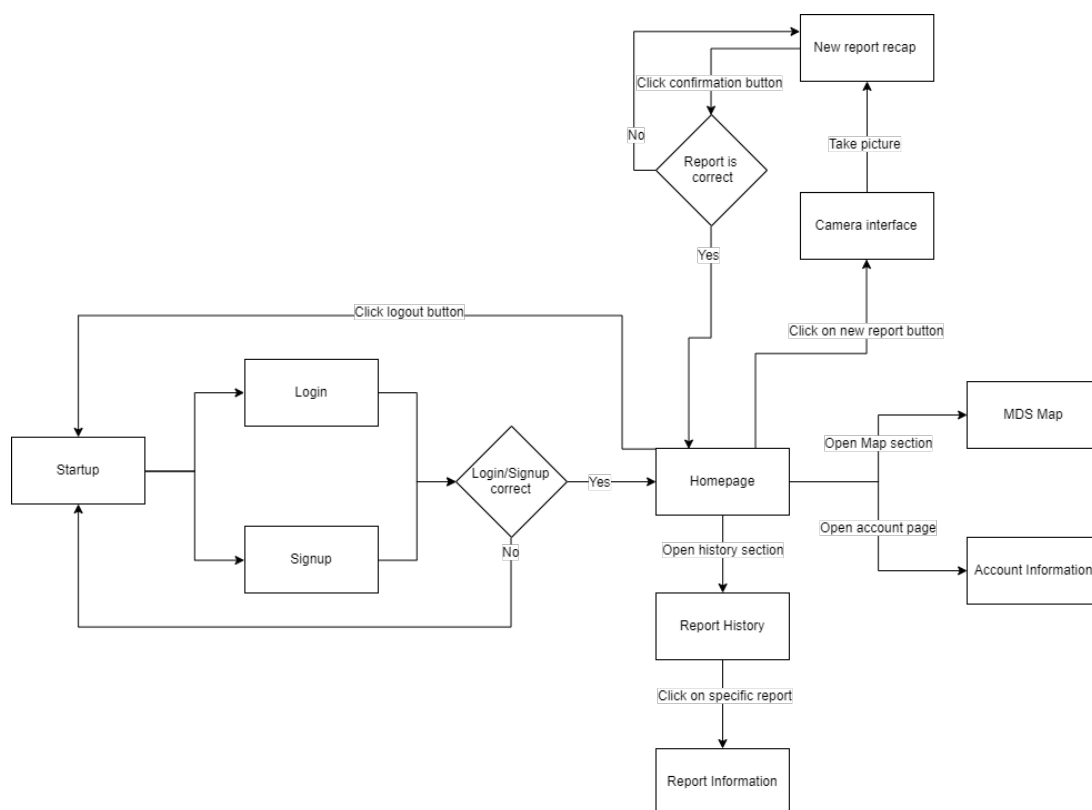 New report recap
Click confirmation button
No
Report is
correct
Take picture
Camera interface
Yes
Click logout button
Click on new report button
Login
MDS Map
Open Map section
Startup
Login/Signup
correct
Yes
Homepage
Open account page
No
Open history section
Signup
Account Information
Report History
Click on specific report
Report Information